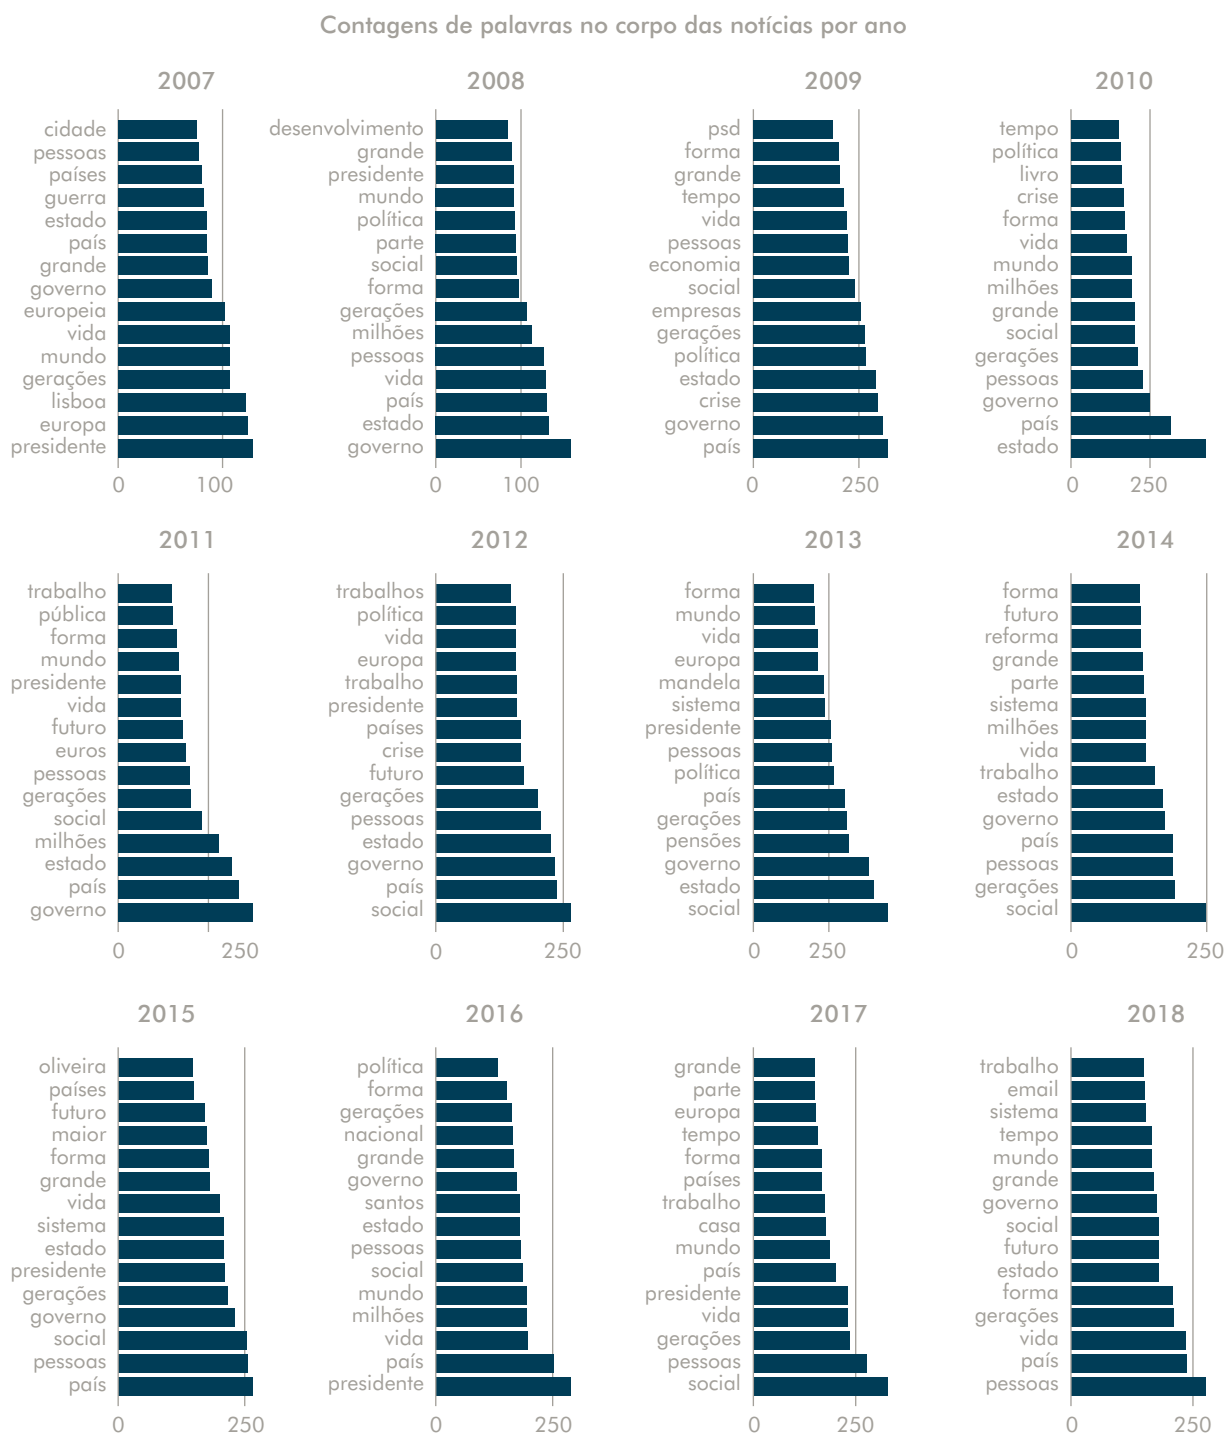 Contagens de palavras no corpo das notícias por ano
2007
cidade
pessoas
países
guerra
estado
país
grande
governo
europeia
vida
mundo
gerações
lisboa
europa
presidente
0 100
2008
desenvolvimento
grande
presidente
mundo
política
parte
social
forma
gerações
milhões
pessoas
vida
país
estado
governo
0 100
2009
psd
forma
grande
tempo
vida
pessoas
economia
social
empresas
gerações
política
estado
crise
governo
país
0 250
2010
tempo
política
livro
crise
forma
vida
mundo
milhões
grande
social
gerações
pessoas
governo
país
estado
0 250
2011
trabalho
pública
forma
mundo
presidente
vida
futuro
euros
pessoas
gerações
social
milhões
estado
país
governo
0 250
2012
trabalhos
política
vida
europa
trabalho
presidente
países
crise
futuro
gerações
pessoas
estado
governo
país
social
0 250
2013
forma
mundo
vida
europa
mandela
sistema
presidente
pessoas
política
país
gerações
pensões
governo
estado
social
0 250
2014
forma
futuro
reforma
grande
parte
sistema
milhões
vida
trabalho
estado
governo
país
pessoas
gerações
social
0 250
2015
oliveira
países
futuro
maior
forma
grande
vida
sistema
estado
presidente
gerações
governo
social
pessoas
país
0 250
2016
política
forma
gerações
nacional
grande
governo
santos
estado
pessoas
social
mundo
milhões
vida
país
presidente
0 250
2017
grande
parte
europa
tempo
forma
países
trabalho
casa
mundo
país
presidente
vida
gerações
pessoas
social
0 250
2018
trabalho
email
sistema
tempo
mundo
grande
governo
social
futuro
estado
forma
gerações
vida
país
pessoas
0 250